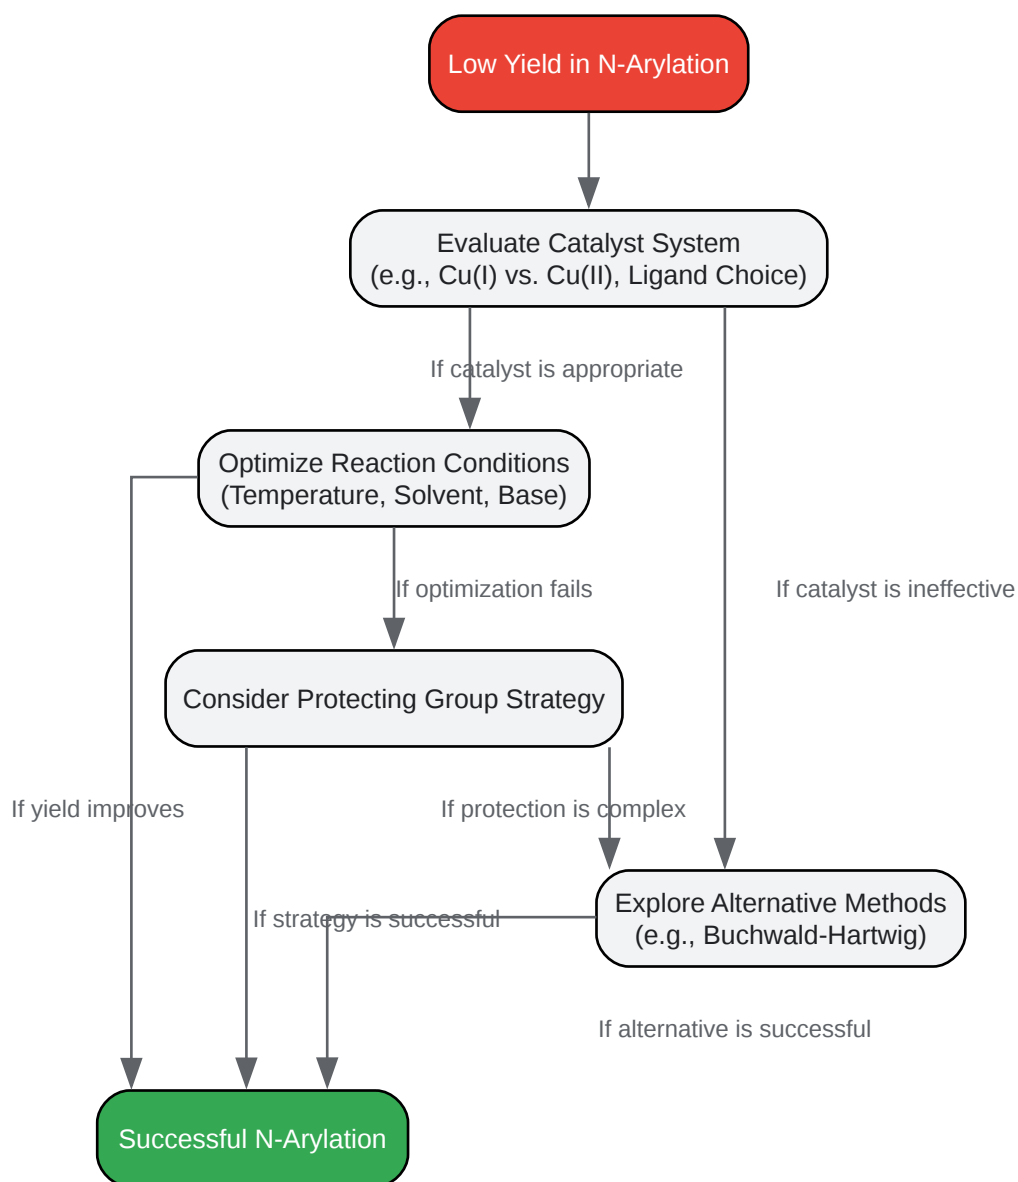 Low Yield in N-Arylation
Evaluate Catalyst System
(e.g., Cu(I) vs. Cu(II), Ligand Choice)
If catalyst is appropriate
Optimize Reaction Conditions
(Temperature, Solvent, Base)
If optimization fails
If catalyst is ineffective
Consider Protecting Group Strategy
If yield improves
If protection is complex
Explore Alternative Methods
(e.g., Buchwald-Hartwig)
If strategy is successful
If alternative is successful
Successful N-Arylation